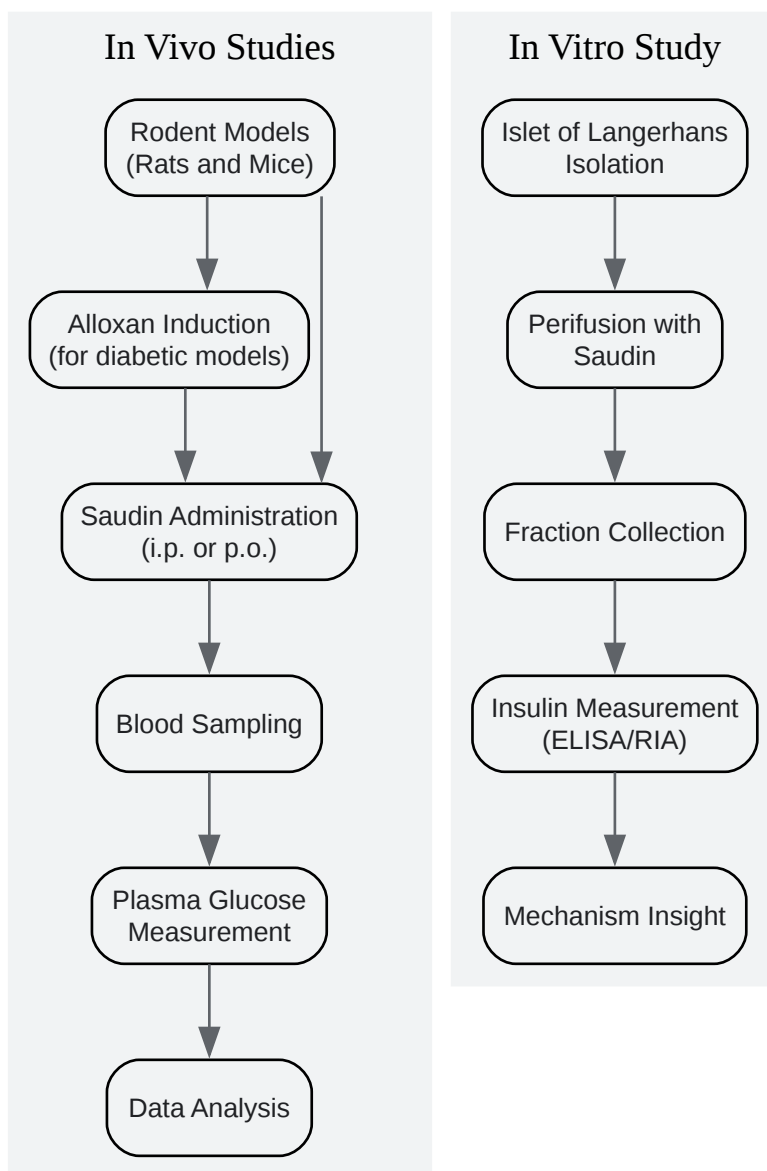 In Vivo Studies
Rodent Models
(Rats and Mice)
Alloxan Induction
(for diabetic models)
Saudin Administration
(i.p. or p.o.)
Blood Sampling
Plasma Glucose
Measurement
Data Analysis
In Vitro Study
Islet of Langerhans
Isolation
Perifusion with
Saudin
Fraction Collection
Insulin Measurement
(ELISA/RIA)
Mechanism Insight